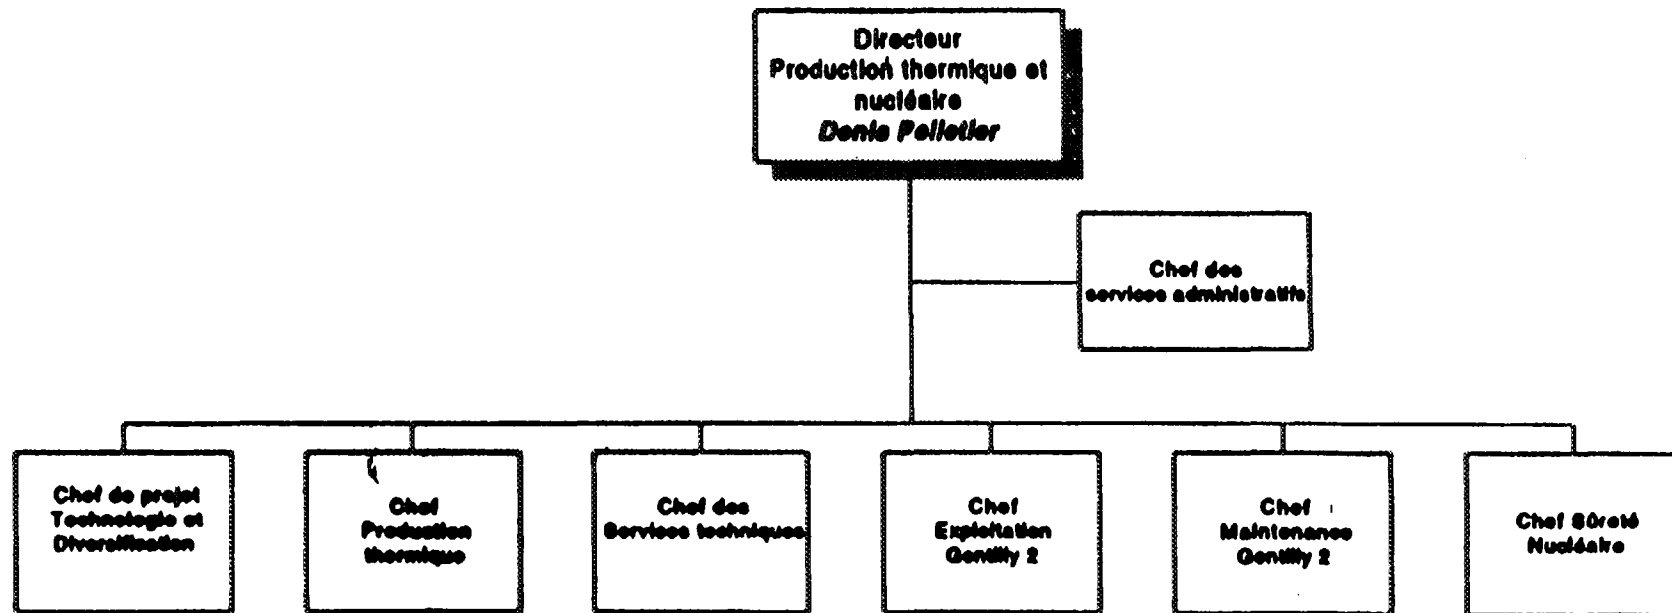 Directeur
Production thermique et
nucléaire
Denis Pelletier
Chef des
services administratifs
Chef de projet
Technologie et
Diversification
Chef
Production
thermique
Chef des
Services techniques
Chef
Exploitation
Gentilly 2
Chef
Maintenance
Gentilly 2
Chef Sûreté
Nucléaire